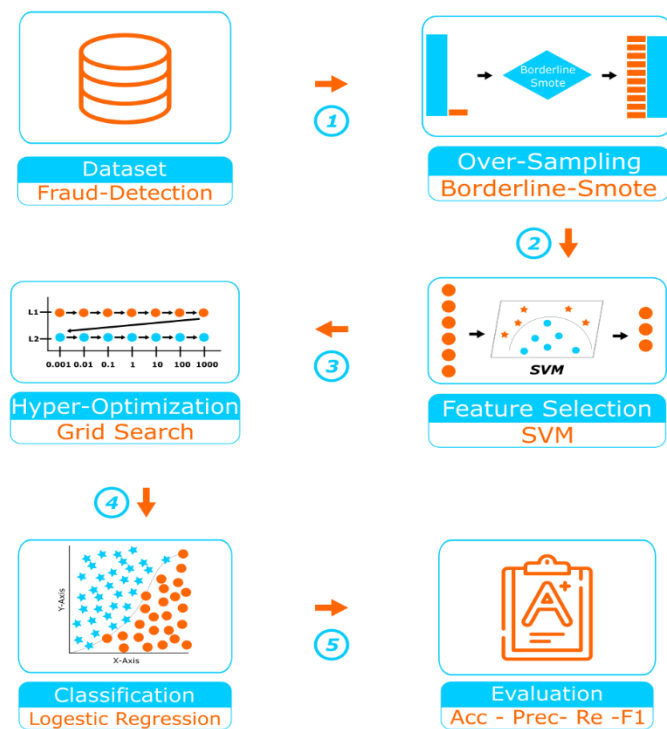 1
Borderline
Smote
Dataset
Fraud-Detection
Over-Sampling
Borderline-Smote
2
L1
L2
0.001 0.01 0.1 1 10 100 1000
3
SVM
Hyper-Optimization
Grid Search
Feature Selection
SVM
4
Y-Axis
X-Axis
5
A+
Classification
Logestic Regression
Evaluation
Acc - Prec- Re -F1